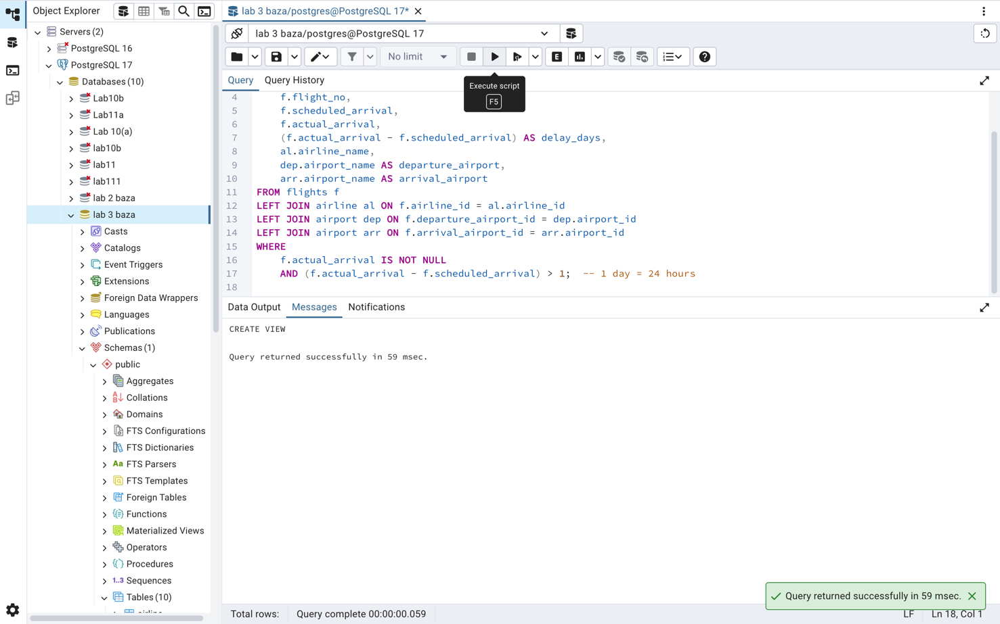 Object Explorer
lab 3 baza/postgres@PostgreSQL 17*
lab 3 baza/postgres@PostgreSQL 17
No limit
Execute script
F5
Query
Query History
Servers (2)
PostgreSQL 16
PostgreSQL 17
Databases (10)
Lab10b
Lab11a
Lab 10(a)
lab10b
lab11
lab111
lab 2 baza
lab 3 baza
Casts
Catalogs
Event Triggers
Extensions
Foreign Data Wrappers
Languages
Publications
Schemas (1)
public
Aggregates
Collations
Domains
FTS Configurations
FTS Dictionaries
Aa FTS Parsers
FTS Templates
Foreign Tables
Functions
Materialized Views
Operators
Procedures
1..3 Sequences
Tables (10)
4 f.flight_no,
5 f.scheduled_arrival,
6 f.actual_arrival,
7 (f.actual_arrival - f.scheduled_arrival) AS delay_days,
8 al.airline_name,
9 dep.airport_name AS departure_airport,
10 arr.airport_name AS arrival_airport
11 FROM flights f
12 LEFT JOIN airline al ON f.airline_id = al.airline_id
13 LEFT JOIN airport dep ON f.departure_airport_id = dep.airport_id
14 LEFT JOIN airport arr ON f.arrival_airport_id = arr.airport_id
15 WHERE
16 f.actual_arrival IS NOT NULL
17 AND (f.actual_arrival - f.scheduled_arrival) > 1; -- 1 day = 24 hours
18
Data Output
Messages
Notifications
CREATE VIEW
Query returned successfully in 59 msec.
Query returned successfully in 59 msec.
Total rows:
Query complete 00:00:00.059
LF
Ln 18, Col 1